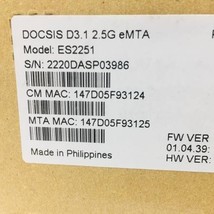 DOCSIS D3.1 2.5G eMTA
Model: ES2251
S/N: 2220DASP03986
CM MAC: 147D05F93124
MTA MAC: 147D05F93125
FW VER
01.04.39:
Made in Philippines
HW VER: